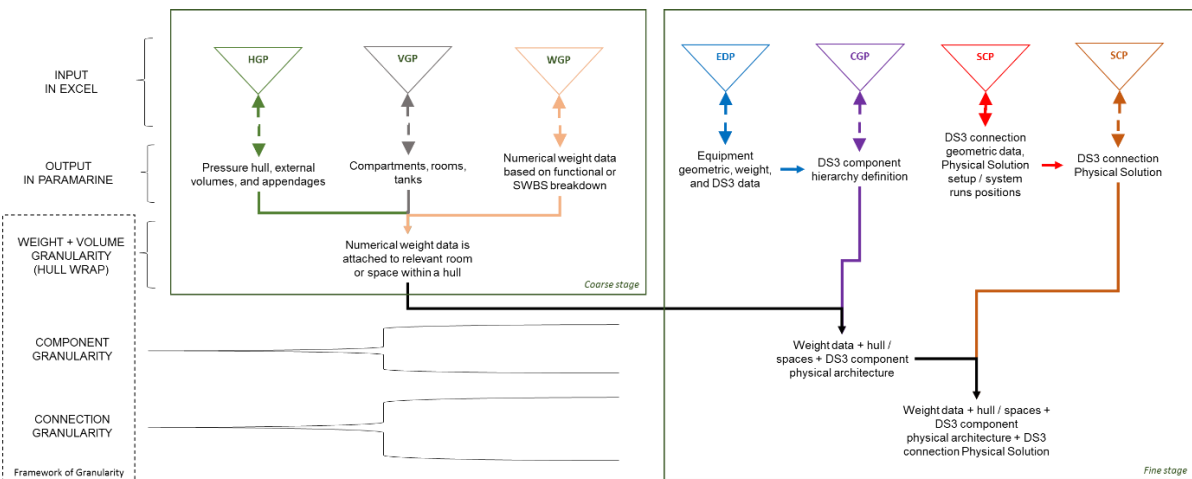 HGP
VGP
WGP
EDP
CGP
SCP
SCP
INPUT
IN EXCEL
OUTPUT
IN PARAMARINE
Pressure hull, external
volumes, and appendages
Compartments, rooms,
tanks
Numerical weight data
based on functional or
SWBS breakdown
Equipment
geometric, weight,
and DS3 data
DS3 component
hierarchy definition
DS3 connection
geometric data,
Physical Solution
setup / system
runs positions
DS3 connection
Physical Solution
WEIGHT + VOLUME
GRANULARITY
(HULL WRAP)
Numerical weight data is
attached to relevant room
or space within a hull
Coarse stage
COMPONENT
GRANULARITY
Weight data + hull /
spaces + DS3 component
physical architecture
CONNECTION
GRANULARITY
Weight data + hull / spaces +
DS3 component
physical architecture + DS3
connection Physical Solution
Framework of Granularity
Fine stage